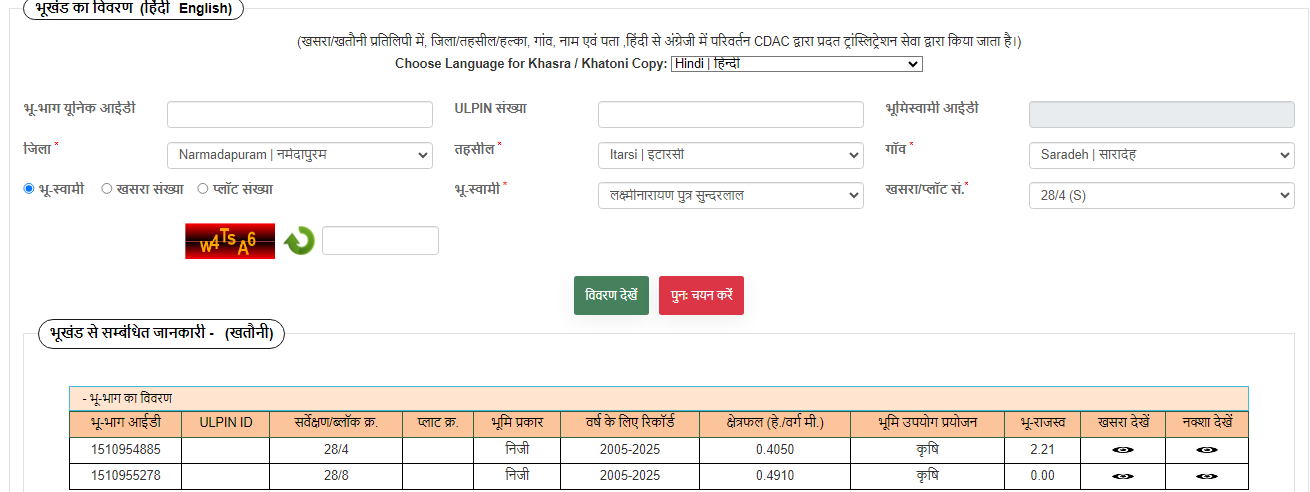 भूखंड का विवरण (हिंदी English)
(खसरा/खतौनी प्रतिलिपी में, जिला/तहसील/हल्का, गांव, नाम एवं पता ,हिंदी से अंग्रेजी में परिवर्तन CDAC द्वारा प्रदत ट्रांस्लिट्रेशन सेवा द्वारा किया जाता है।)
Choose Language for Khasra / Khatoni Copy: Hindi | हिन्दी
भू-भाग यूनिक आईडी ULPIN संख्या भूमिस्वामी आईडी
जिला * Narmadapuram | नर्मदापुरम तहसील * Itarsi | इटारसी गाँव * Saradeh | सारादेह
भू-स्वामी खसरा संख्या प्लॉट संख्या भू-स्वामी * लक्ष्मीनारायण पुत्र सुन्दरलाल खसरा/प्लॉट सं.* 28/4 (S)
W4TsA6
विवरण देखें पुनः चयन करें
भूखंड से सम्बंधित जानकारी - (खतौनी)
- भू-भाग का विवरण
भू-भाग आईडी ULPIN ID सर्वेक्षण/ब्लॉक क्र. प्लाट क्र. भूमि प्रकार वर्ष के लिए रिकॉर्ड क्षेत्रफल (हे./वर्ग मी.) भूमि उपयोग प्रयोजन भू-राजस्व खसरा देखें नक्शा देखें
1510954885 28/4 निजी 2005-2025 0.4050 कृषि 2.21
1510955278 28/8 निजी 2005-2025 0.4910 कृषि 0.00